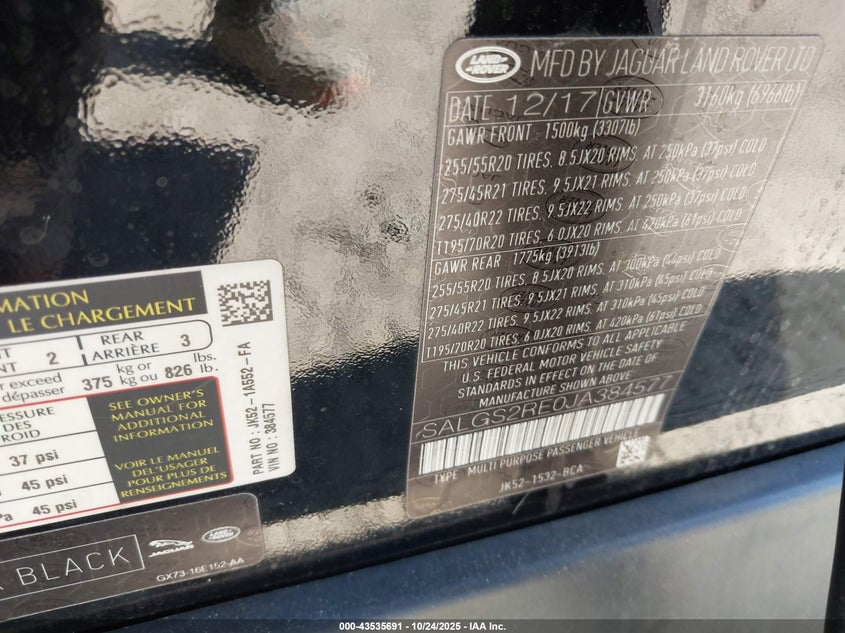 LAND ROVER MFD BY JAGUAR LAND ROVER LTD
DATE 12/17 GVWR 3160kg (6966lb)
GAWR FRONT : 1500kg (3307lb)
255/55R20 TIRES. 8.5JX20 RIMS. AT 250kPa (37psi) COLD
275/45R21 TIRES. 9.5JX21 RIMS. AT 250kPa (37psi) COLD
275/40R22 TIRES. 9.5JX22 RIMS. AT 250kPa (37psi) COLD
T195/70R20 TIRES. 6.0JX20 RIMS. AT 420kPa (61psi) COLD
GAWR REAR : 1775kg (3913lb)
255/55R20 TIRES. 8.5JX20 RIMS. AT 300kPa (44psi) COLD
275/45R21 TIRES. 9.5JX21 RIMS. AT 310kPa (45psi) COLD
275/40R22 TIRES. 9.5JX22 RIMS. AT 310kPa (45psi) COLD
T195/70R20 TIRES. 6.0JX20 RIMS. AT 420kPa (61psi) COLD
THIS VEHICLE CONFORMS TO ALL APPLICABLE
U.S. FEDERAL MOTOR VEHICLE SAFETY
STANDARDS IN EFFECT ON THE DATE OF
MANUFACTURE SHOWN ABOVE
SALGS2RE0JA384577
TYPE: MULTI PURPOSE PASSENGER VEHICLE
JK52-1532-BCA
LE CHARGEMENT
2 REAR ARRIÈRE 3
exceed
dépasser 375 kg or kg ou 826 lbs. lb.
DES
37 psi
45 psi
45 psi
SEE OWNER'S
MANUAL FOR
ADDITIONAL
INFORMATION
VOIR LE MANUEL
DE L'USAGER
POUR PLUS DE
RENSEIGNEMENTS
PART NO : JK52-1A552-FA
VIN NO : 384577
BLACK
JAGUAR LAND ROVER
GX73-16E152-AA
000-43535691 - 10/24/2025 - IAA Inc.